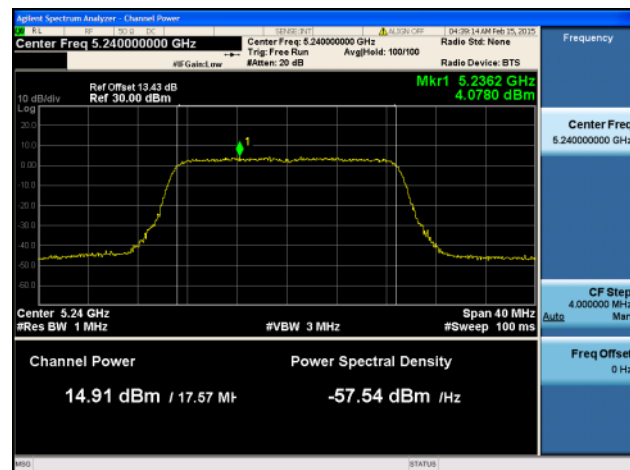 Agilent Spectrum Analyzer - Channel Power
RL RF 50 Ω DC SENSE:INT ALIGN OFF 04:39:14 AM Feb 15, 2015
Center Freq 5.240000000 GHz
Center Freq: 5.240000000 GHz
Radio Std: None
Trig: Free Run Avg|Hold: 100/100
#IFGain:Low #Atten: 20 dB Radio Device: BTS
Mkr1 5.2362 GHz
4.0780 dBm
Ref Offset 13.43 dB
10 dB/div Ref 30.00 dBm
Log
20.0
10.0
0.00
-10.0
-20.0
-30.0
-40.0
-50.0
-60.0
1
Center 5.24 GHz Span 40 MHz
#Res BW 1 MHz #VBW 3 MHz #Sweep 100 ms
Channel Power Power Spectral Density
14.91 dBm / 17.57 MH -57.54 dBm /Hz
MSG STATUS
Frequency
Center Freq
5.240000000 GHz
CF Step
4.000000 MHz
Auto Man
Freq Offset
0 Hz